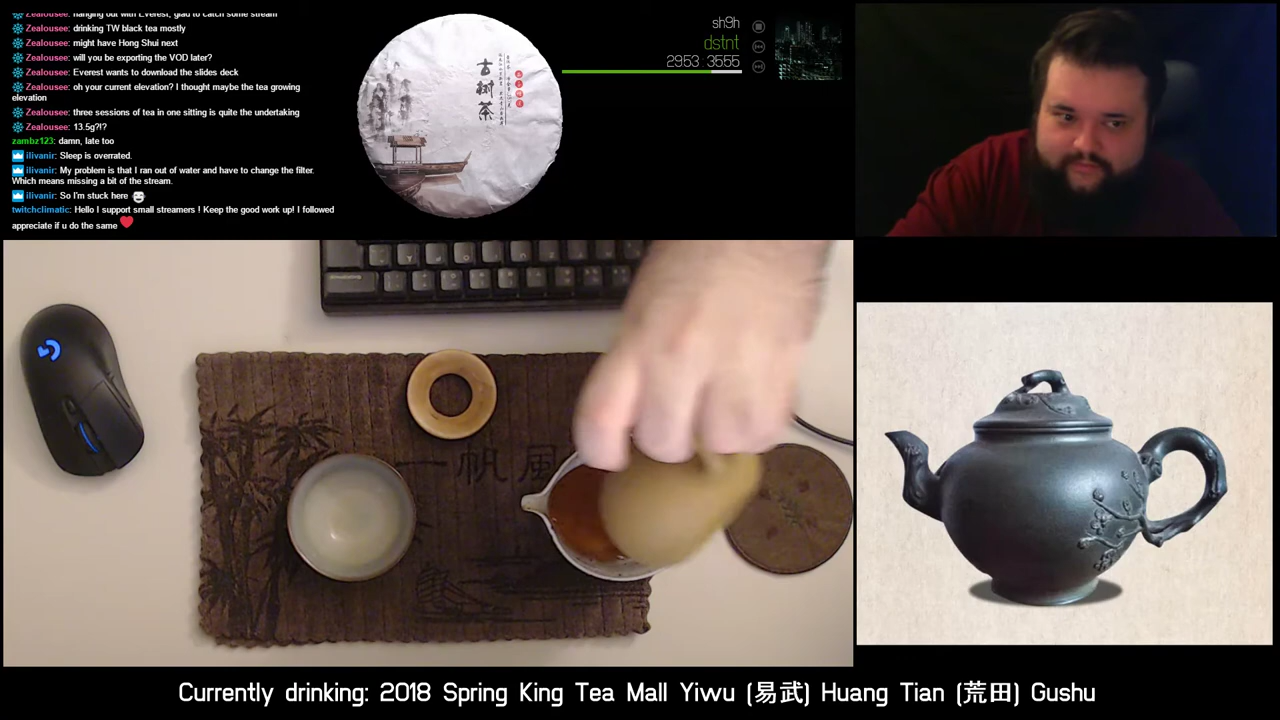 Zealousee: hanging out with Everest, glad to catch some stream
Zealousee: drinking TW black tea mostly
Zealousee: might have Hong Shui next
Zealousee: will you be exporting the VOD later?
Zealousee: Everest wants to download the slides deck
Zealousee: oh your current elevation? I thought maybe the tea growing
elevation
Zealousee: three sessions of tea in one sitting is quite the undertaking
Zealousee: 13.5g?!?
zambz123: damn, late too
ilivanir: Sleep is overrated.
ilivanir: My problem is that I ran out of water and have to change the filter.
Which means missing a bit of the stream.
ilivanir: So I'm stuck here
twitchclimatic: Hello I support small streamers ! Keep the good work up! I followed
appreciate if u do the same
古树茶
sh9h
dstnt
2953 3555
一帆風
Currently drinking: 2018 Spring King Tea Mall Yiwu (易武) Huang Tian (荒田) Gushu